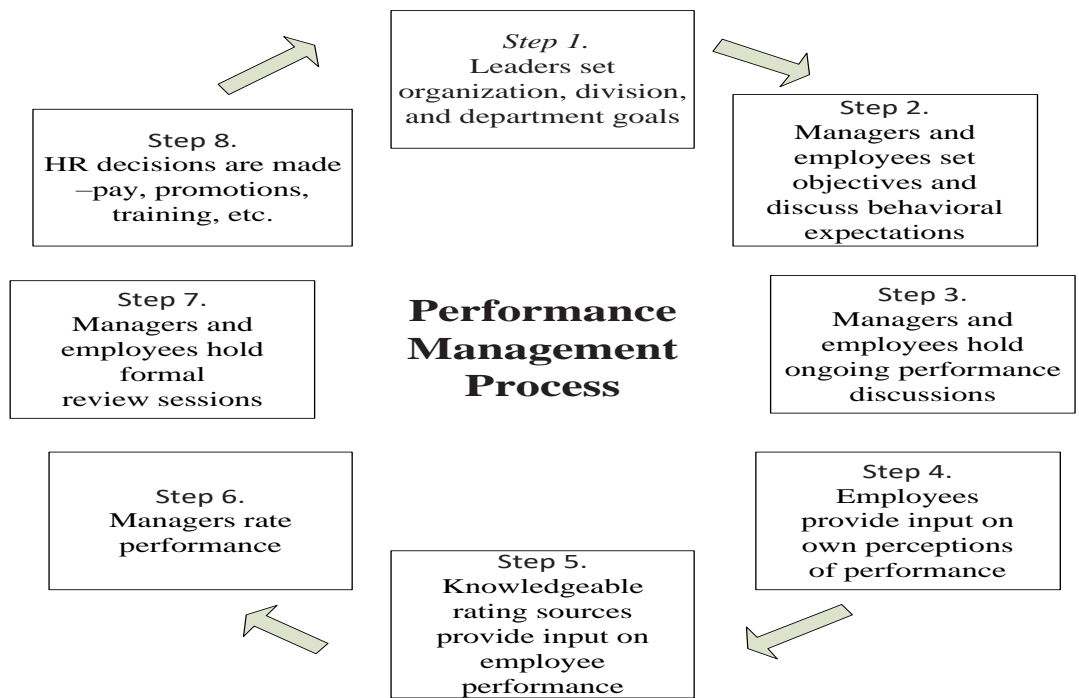 Step 1.
Leaders set
organization, division,
and department goals
Step 2.
Managers and
employees set
objectives and
discuss behavioral
expectations
Step 3.
Managers and
employees hold
ongoing performance
discussions
Step 4.
Employees
provide input on
own perceptions
of performance
Step 5.
Knowledgeable
rating sources
provide input on
employee
performance
Step 6.
Managers rate
performance
Step 7.
Managers and
employees hold
formal
review sessions
Step 8.
HR decisions are made
–pay, promotions,
training, etc.
Performance
Management
Process